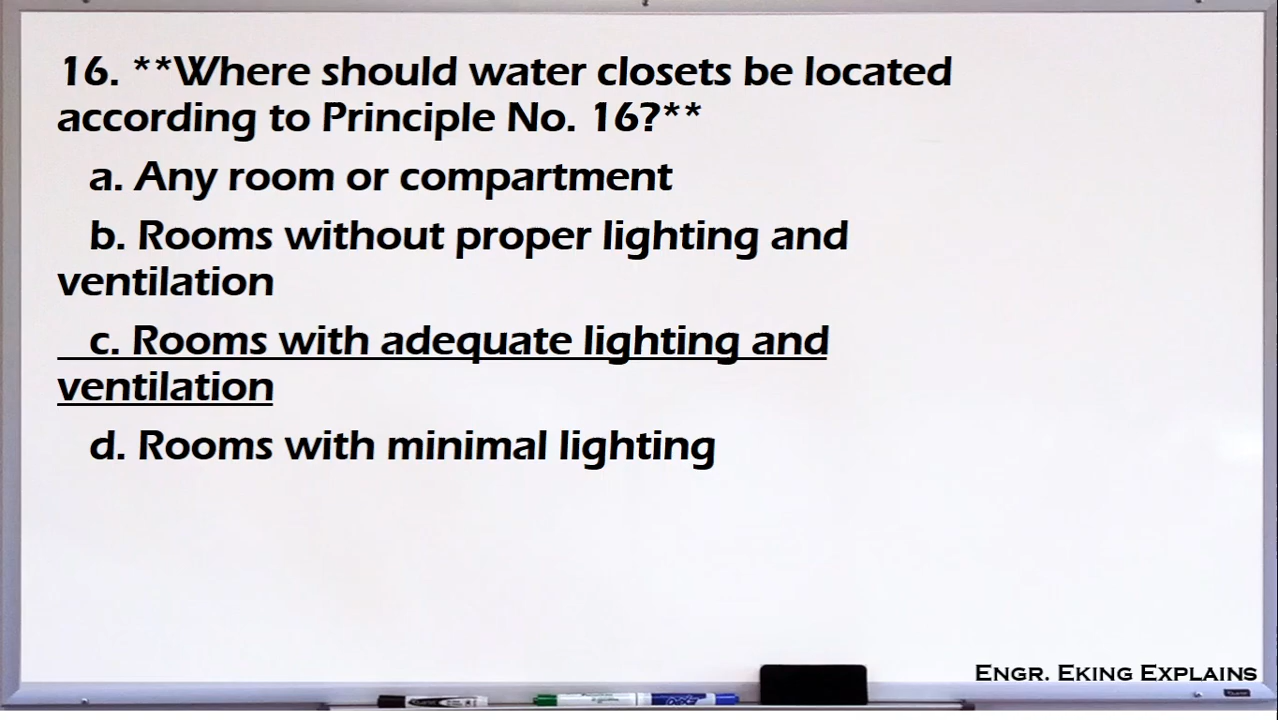 16. **Where should water closets be located
according to Principle No. 16?**
a. Any room or compartment
b. Rooms without proper lighting and
ventilation
c. Rooms with adequate lighting and
ventilation
d. Rooms with minimal lighting
Engr. Eking Explains